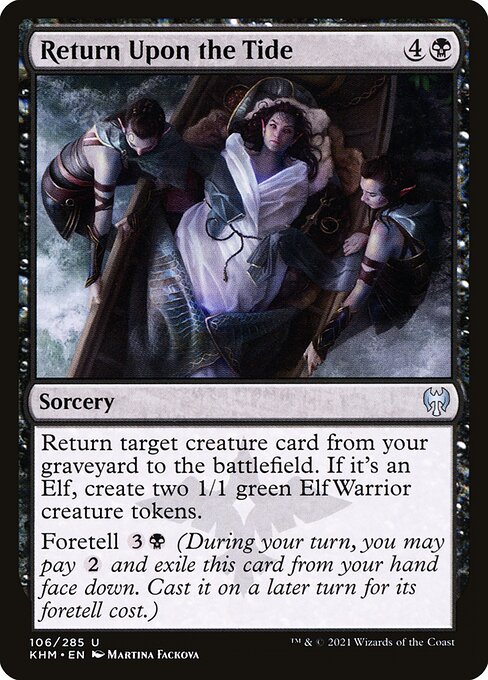 Return Upon the Tide 4
Sorcery
Return target creature card from your
graveyard to the battlefield. If it's an
Elf, create two 1/1 green Elf Warrior
creature tokens.
Foretell 3 (During your turn, you may
pay 2 and exile this card from your hand
face down. Cast it on a later turn for its
foretell cost.)
106/285 U
KHM • EN Martina Fackova
™ & © 2021 Wizards of the Coast